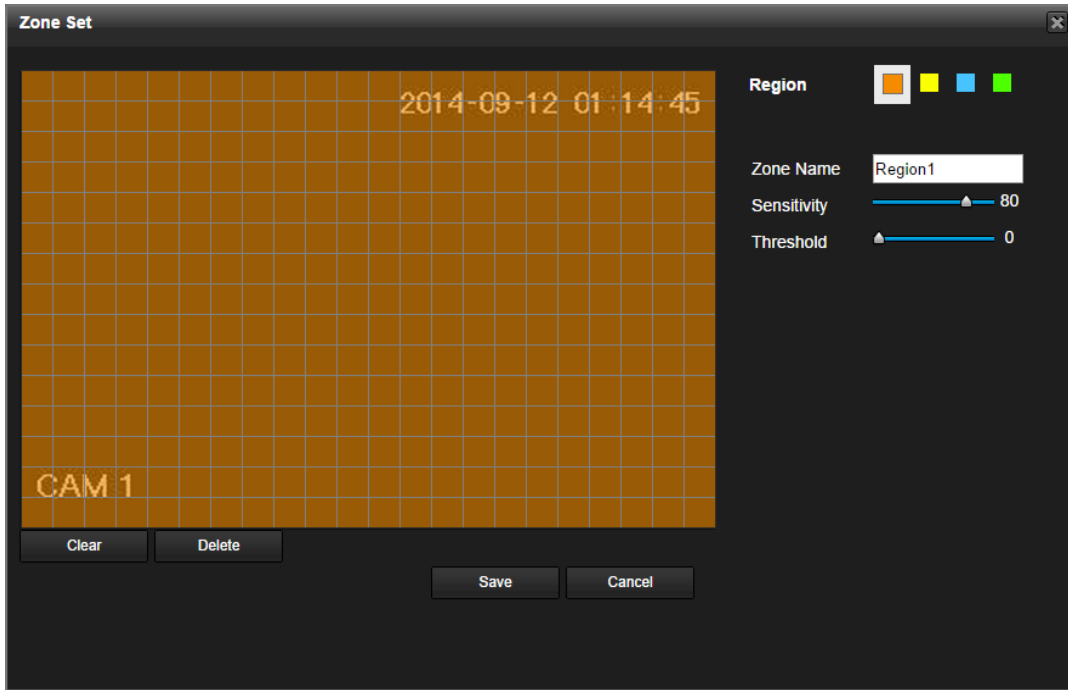 Zone Set
2014-09-12 01:14:45
CAM 1
Clear Delete
Save Cancel
Region
Zone Name Region1
Sensitivity 80
Threshold 0